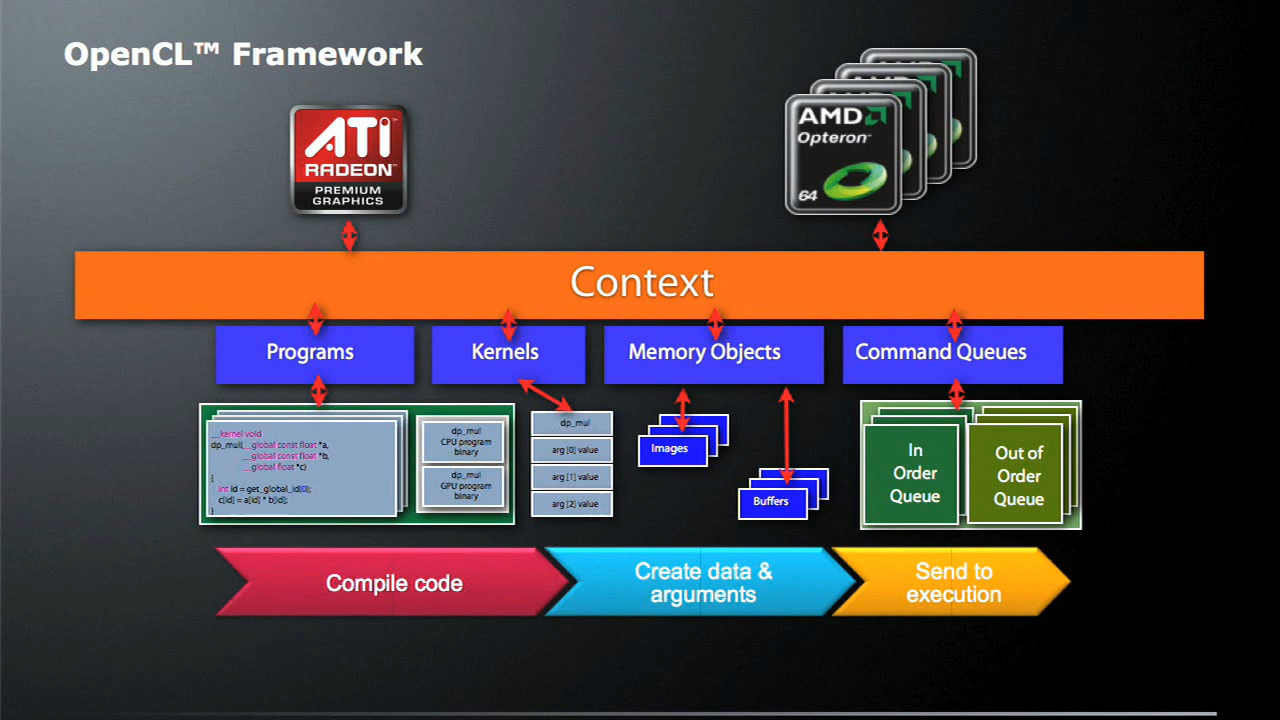 OpenCL™ Framework
ATI™
RADEON™
PREMIUM
GRAPHICS
AMD
Opteron™
64
Context
Programs
Kernels
Memory Objects
Command Queues
__kernel void
dp_mul(__global const float *a,
__global const float *b,
__global float *c)
{
int id = get_global_id(0);
c[id] = a[id] * b[id];
}
dp_mul
CPU program
binary
dp_mul
GPU program
binary
dp_mul
arg [0] value
arg [1] value
arg [2] value
Images
Buffers
In
Order
Queue
Out of
Order
Queue
Compile code
Create data &
arguments
Send to
execution